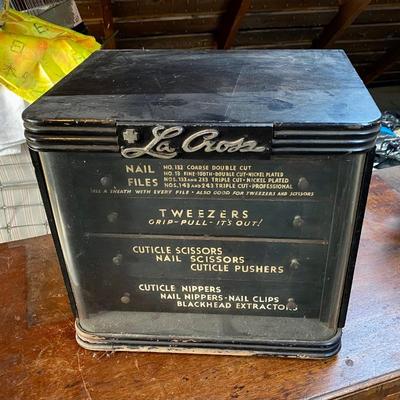 La Cross
NAIL
FILES
NO. 132 COARSE DOUBLE CUT
NO. 13 FINE-TOOTH-DOUBLE CUT-NICKEL PLATED
NOS. 133 AND 213 TRIPLE CUT-NICKEL PLATED
NOS. 143 AND 243 TRIPLE CUT-PROFESSIONAL
SELL A SHEATH WITH EVERY FILE - ALSO GOOD FOR TWEEZERS AND SCISSORS
TWEEZERS
GRIP-PULL-IT'S OUT!
CUTICLE SCISSORS
NAIL SCISSORS
CUTICLE PUSHERS
CUTICLE NIPPERS
NAIL NIPPERS-NAIL CLIPS
BLACKHEAD EXTRACTORS